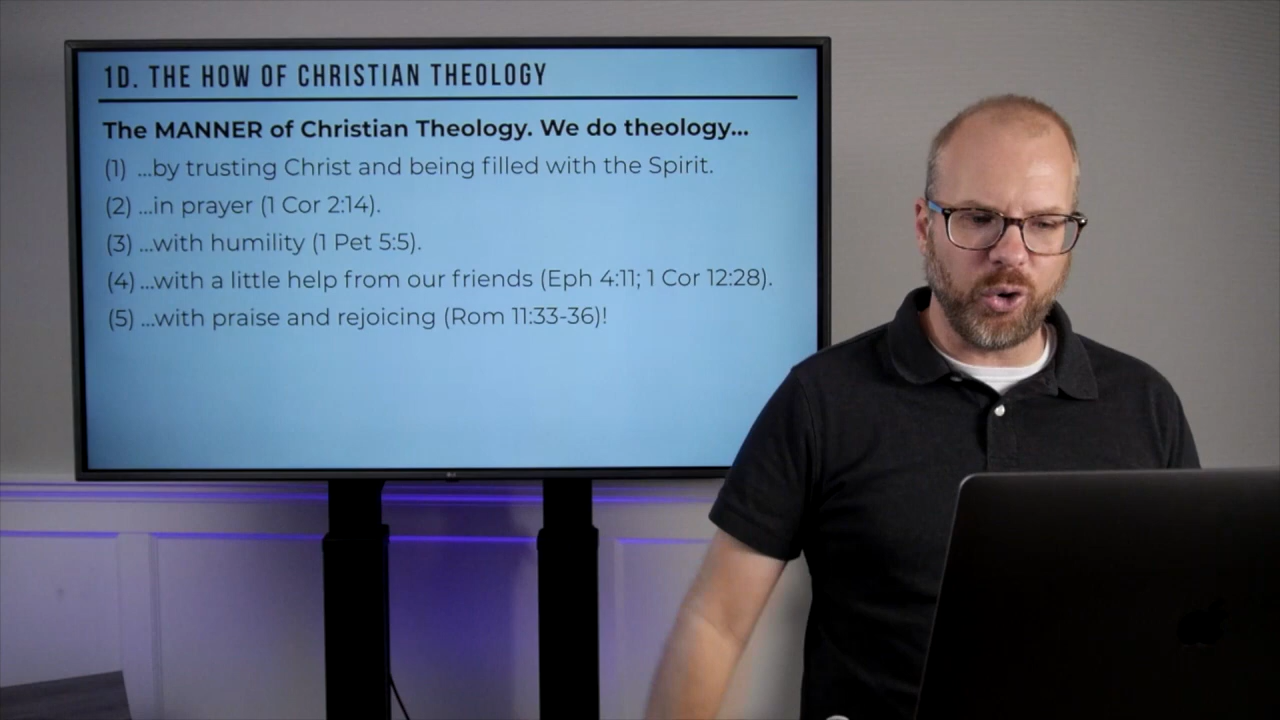 1D. THE HOW OF CHRISTIAN THEOLOGY
The MANNER of Christian Theology. We do theology...
(1) ...by trusting Christ and being filled with the Spirit.
(2) ...in prayer (1 Cor 2:14).
(3) ...with humility (1 Pet 5:5).
(4) ...with a little help from our friends (Eph 4:11; 1 Cor 12:28).
(5) ...with praise and rejoicing (Rom 11:33-36)!
LG